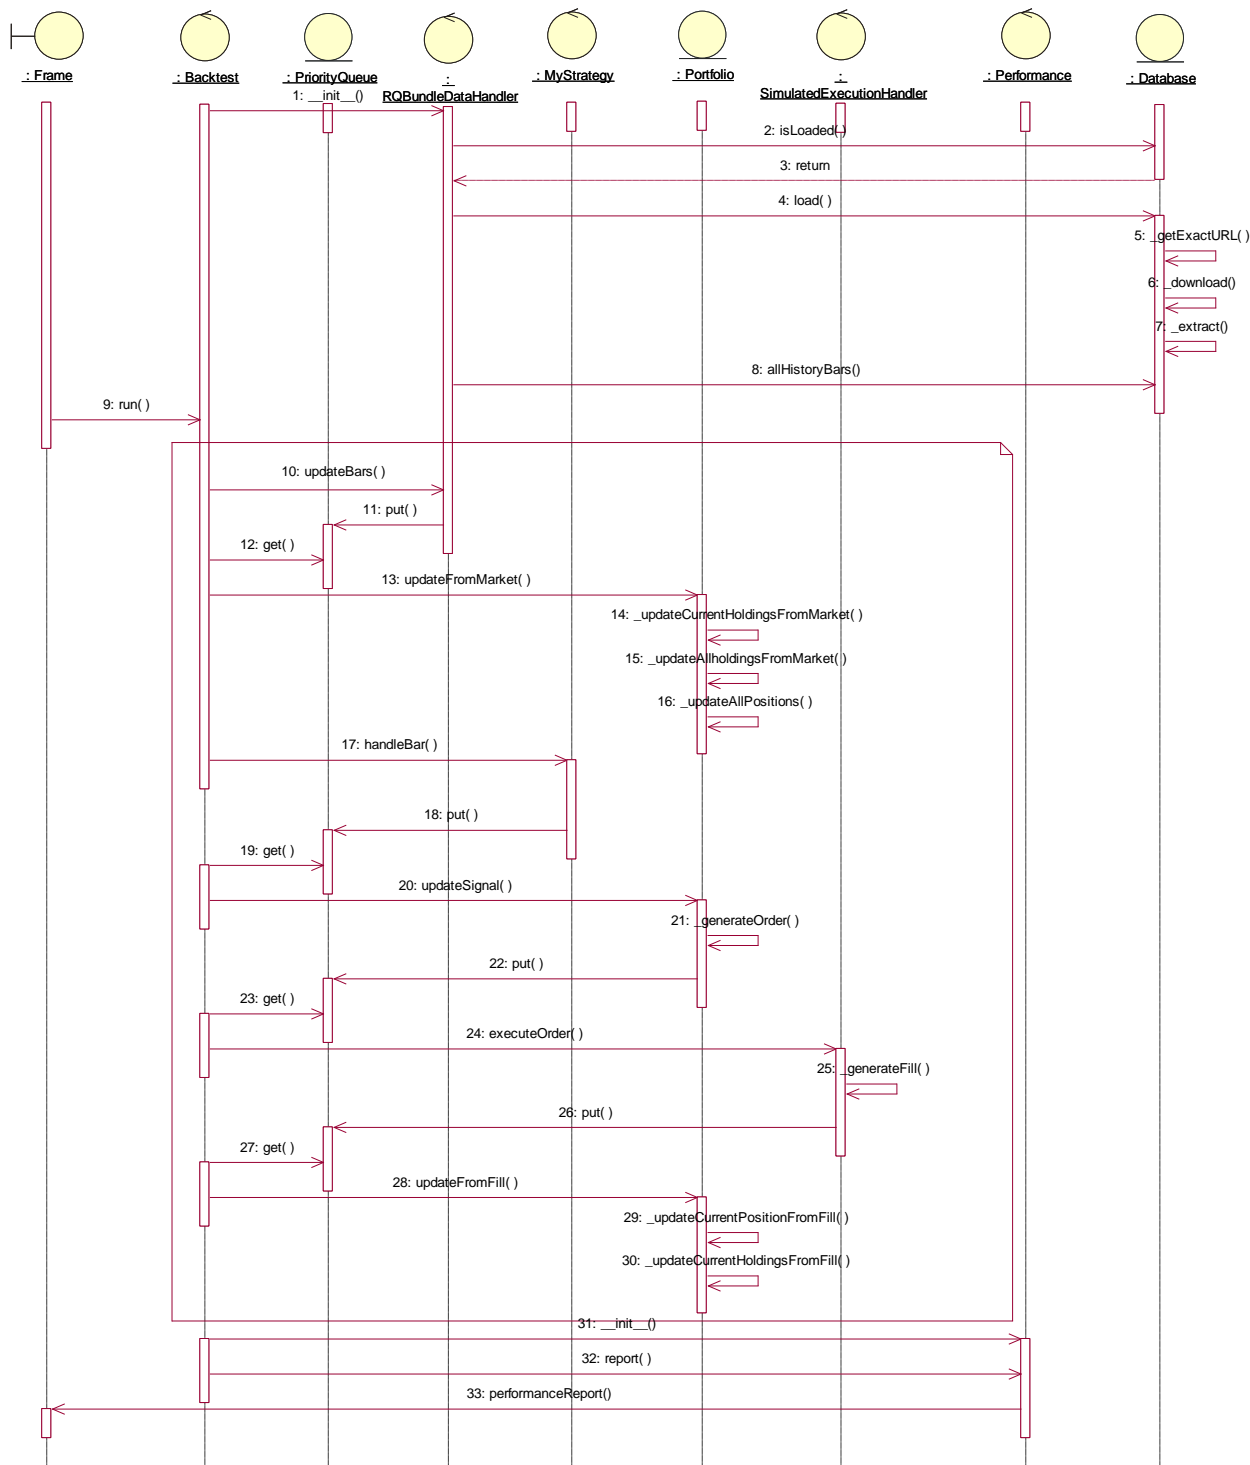 : Frame
: Backtest
: PriorityQueue
:
RQBundleDataHandler
: MyStrategy
: Portfolio
:
SimulatedExecutionHandler
: Performance
: Database
1: __init__()
2: isLoaded( )
3: return
4: load( )
5: _getExactURL( )
6: _download()
7: _extract()
8: allHistoryBars()
9: run( )
10: updateBars( )
11: put( )
12: get( )
13: updateFromMarket( )
14: _updateCurrentHoldingsFromMarket( )
15: _updateAllholdingsFromMarket( )
16: _updateAllPositions( )
17: handleBar( )
18: put( )
19: get( )
20: updateSignal( )
21: _generateOrder( )
22: put( )
23: get( )
24: executeOrder( )
25: _generateFill( )
26: put( )
27: get( )
28: updateFromFill( )
29: _updateCurrentPositionFromFill( )
30: _updateCurrentHoldingsFromFill( )
31: __init__()
32: report( )
33: performanceReport()